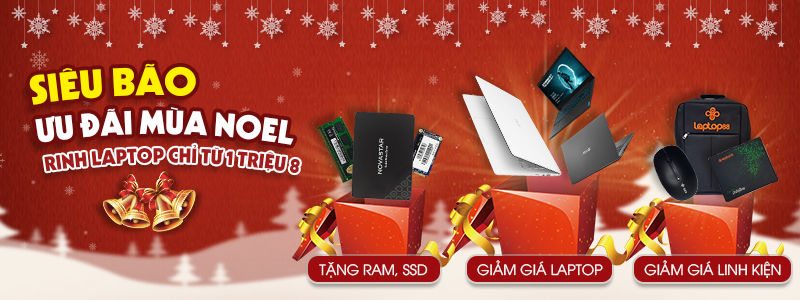 SIÊU BÃO
ƯU ĐÃI MÙA NOEL
RINH LAPTOP CHỈ TỪ 1 TRIỆU 8
NOVASTAR
Laptop88
TẶNG RAM, SSD
GIẢM GIÁ LAPTOP
GIẢM GIÁ LINH KIỆN